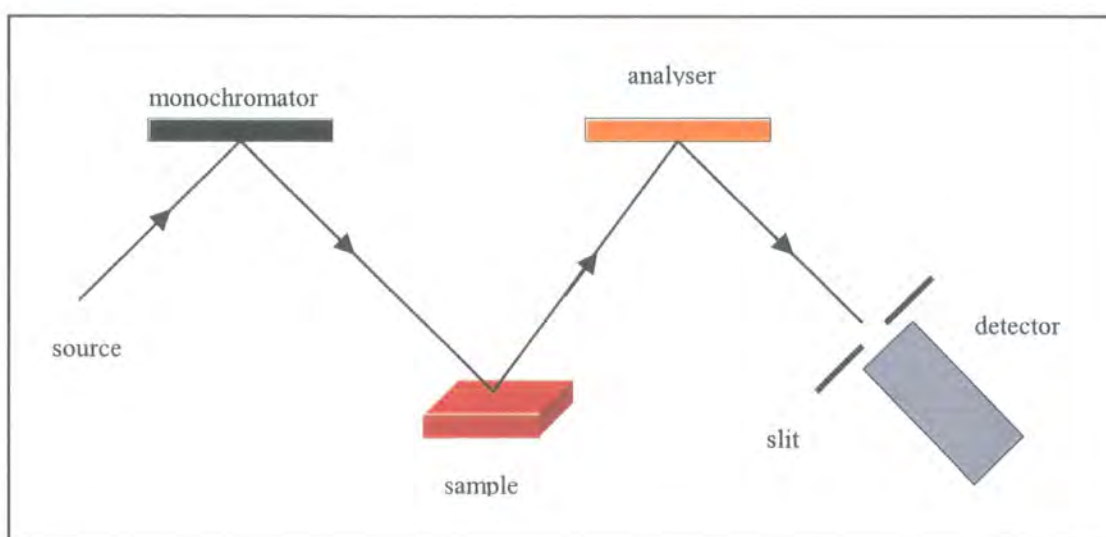 analyser
monochromator
source
detector
slit
sample